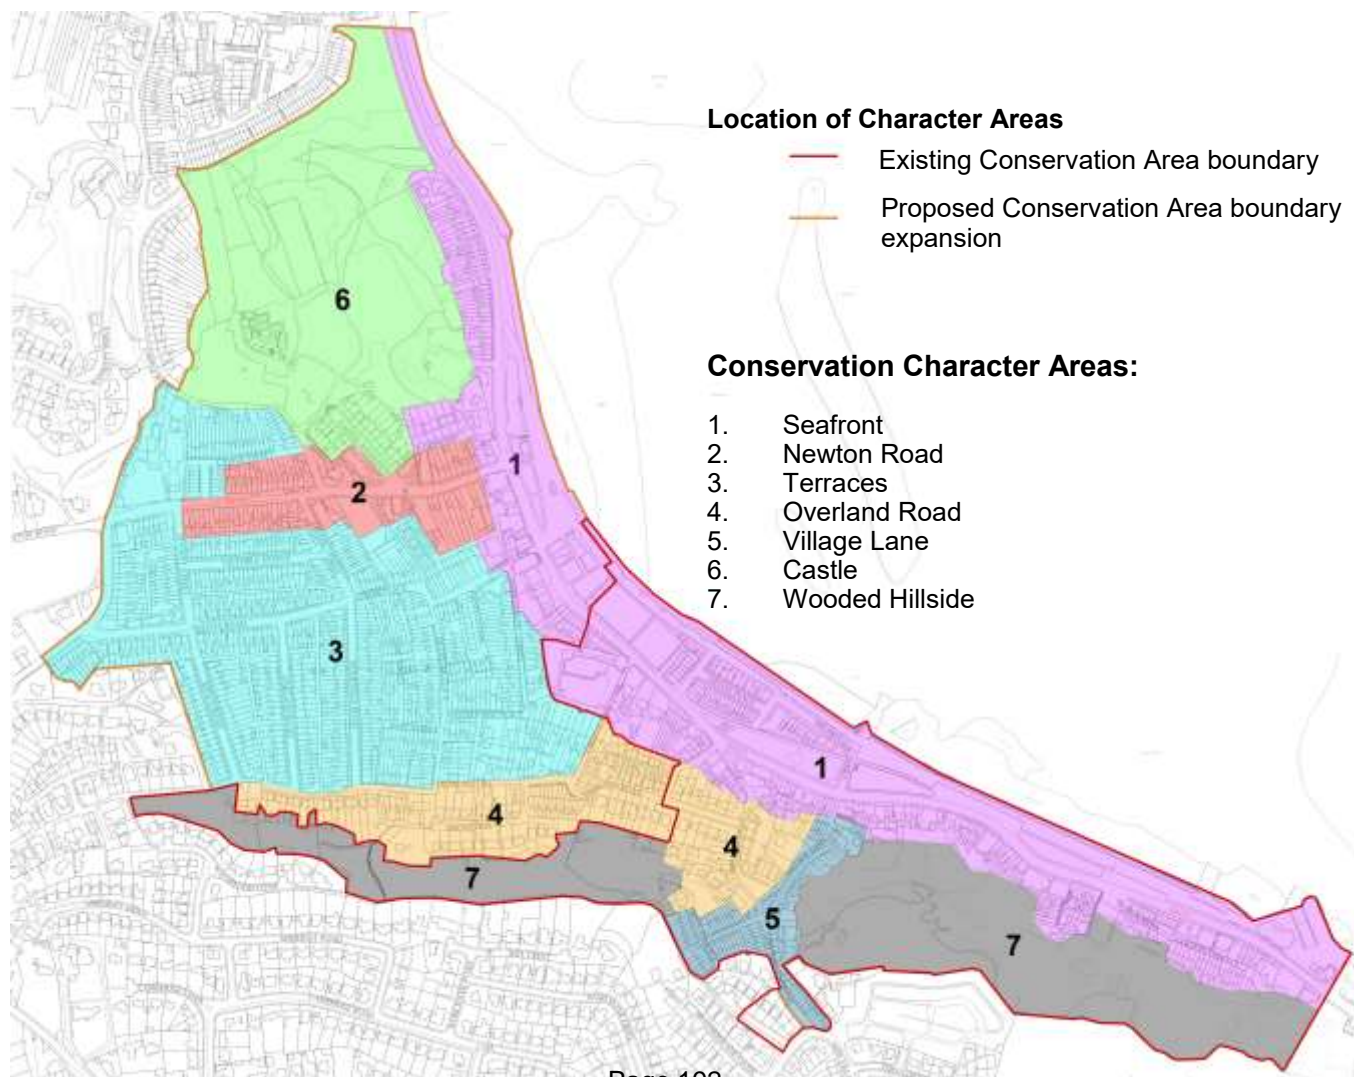 Location of Character Areas
Existing Conservation Area boundary
Proposed Conservation Area boundary
expansion
Conservation Character Areas:
1. Seafront
2. Newton Road
3. Terraces
4. Overland Road
5. Village Lane
6. Castle
7. Wooded Hillside
6
1
2
3
1
4
4
7
5
7